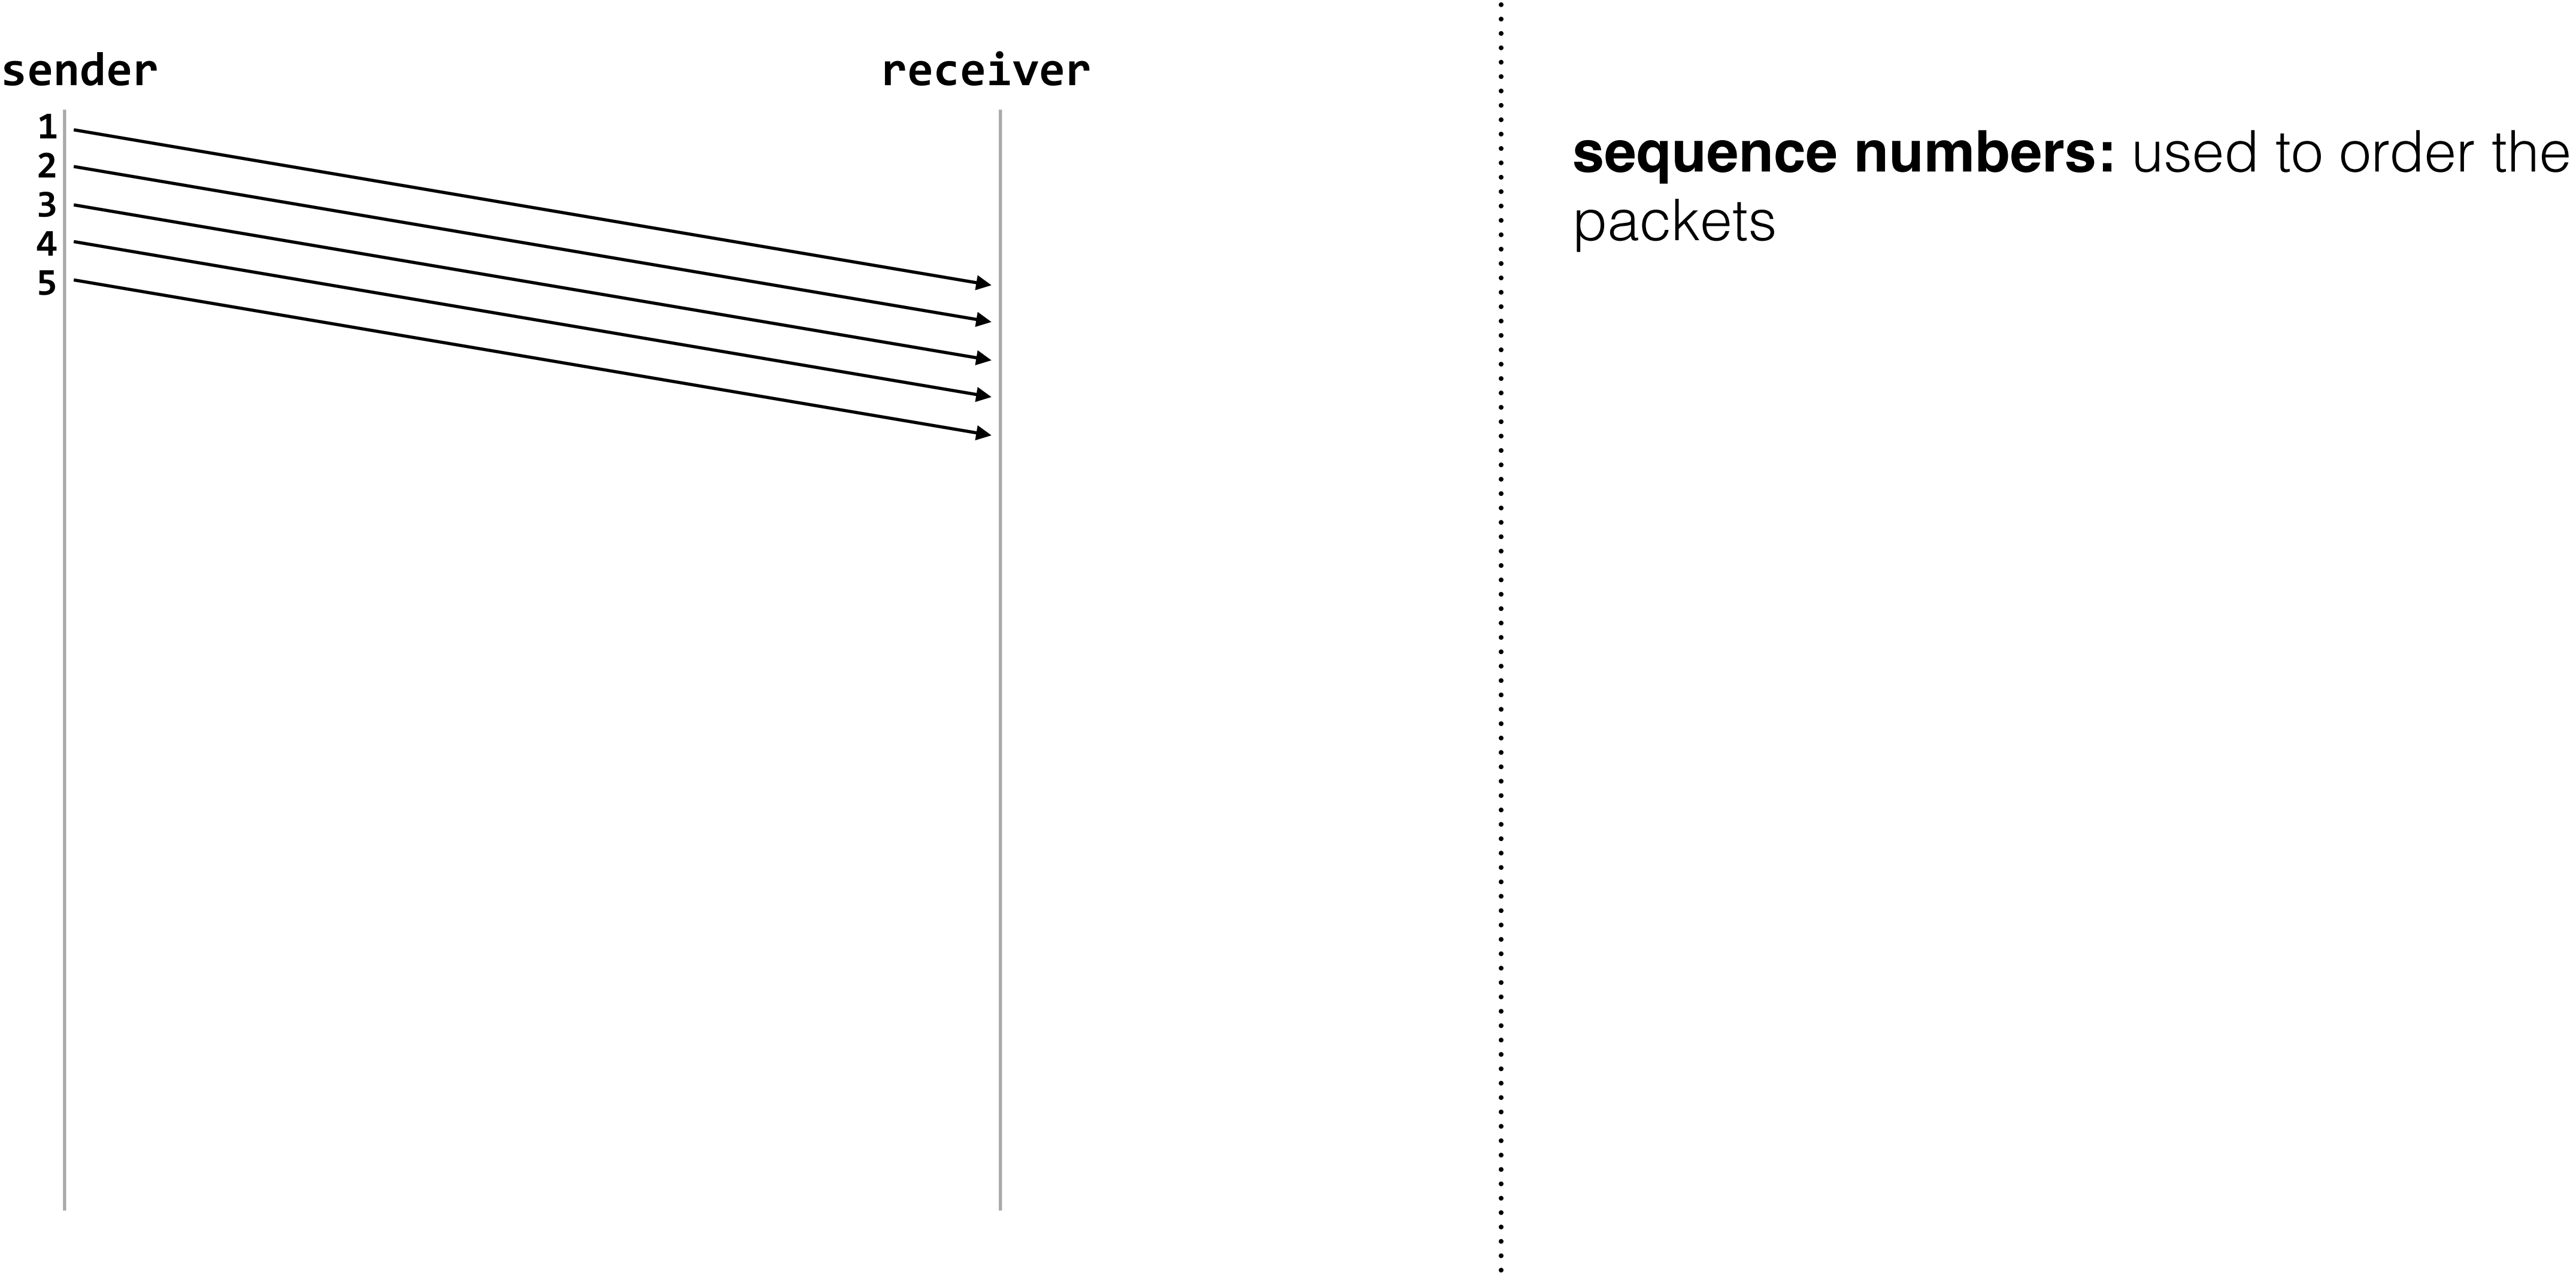 sender
receiver
1
2
3
4
5
sequence numbers: used to order the
packets